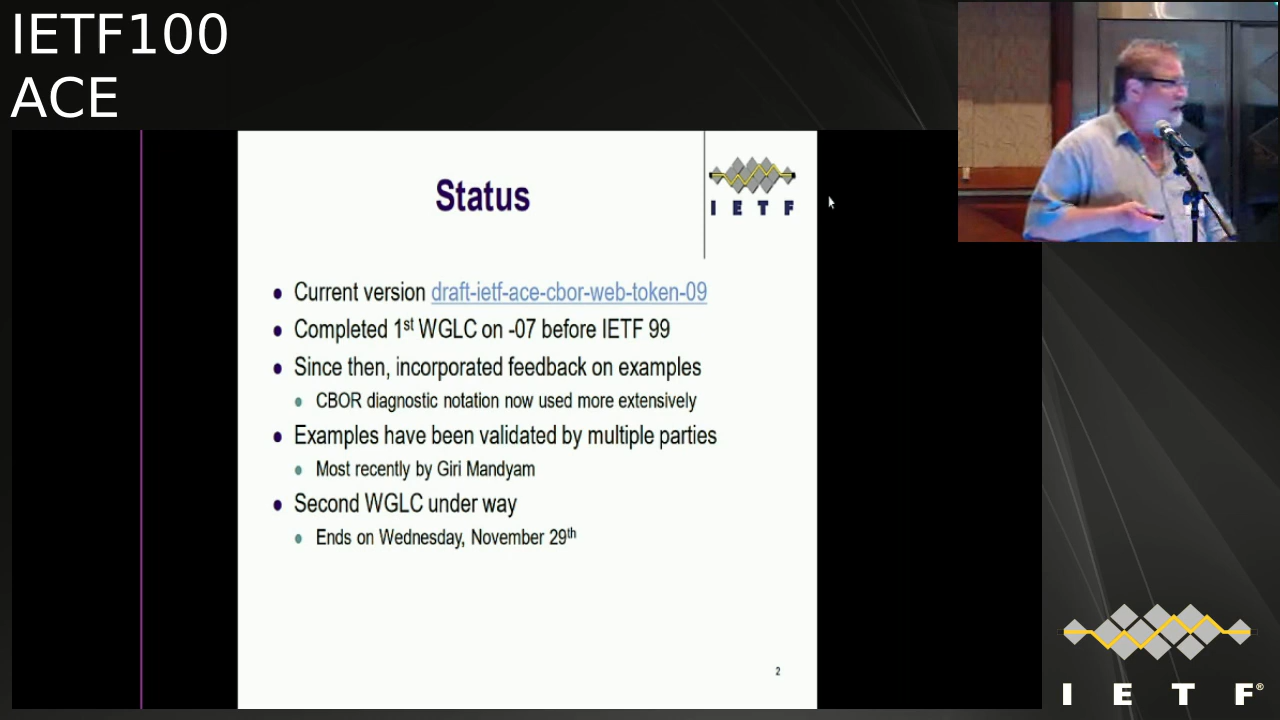 IETF100
ACE
Status
I E T F
• Current version draft-ietf-ace-cbor-web-token-09
• Completed 1st WGLC on -07 before IETF 99
• Since then, incorporated feedback on examples
• CBOR diagnostic notation now used more extensively
• Examples have been validated by multiple parties
• Most recently by Giri Mandyam
• Second WGLC under way
• Ends on Wednesday, November 29th
2
I E T F®